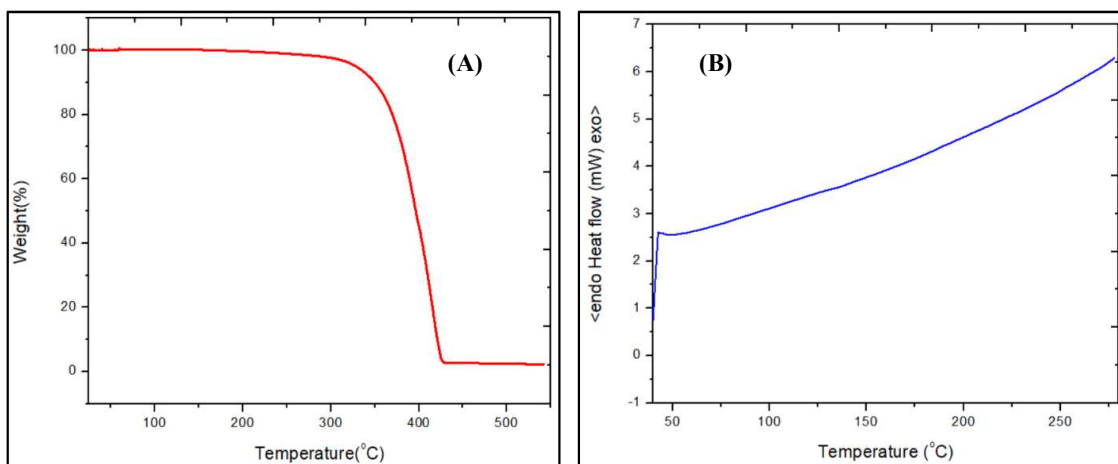 (A)
Weight(%)
100
80
60
40
20
0
100 200 300 400 500
Temperature(°C)
(B)
<endo Heat flow (mW) exo>
7
6
5
4
3
2
1
0
-1
50 100 150 200 250
Temperature (°C)